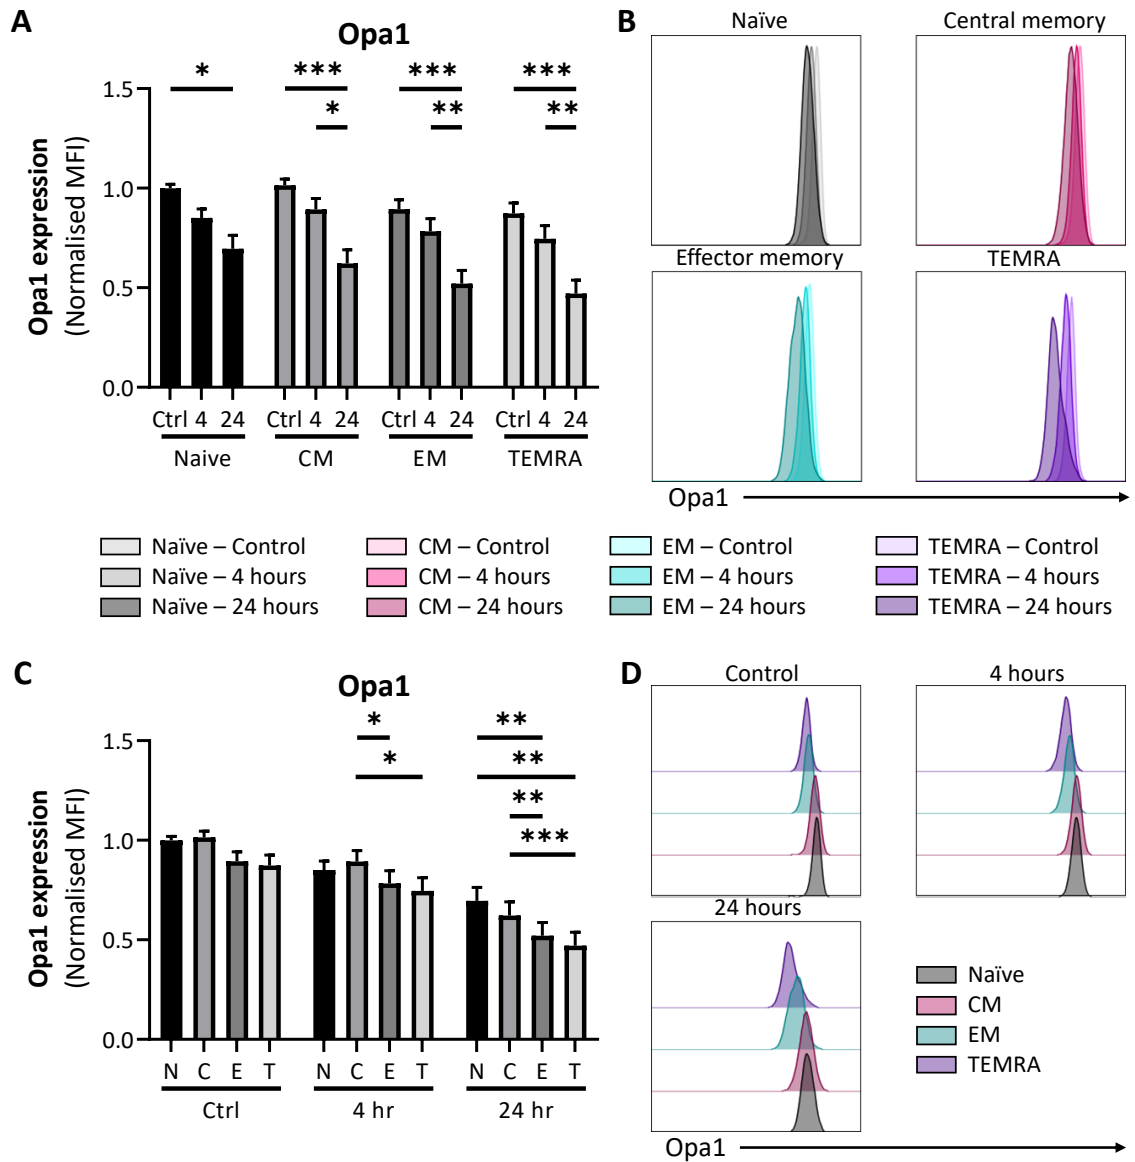 A
Opa1
Opa1 expression
(Normalised MFI)
* *** *** ***
* ** **
1.5
1.0
0.5
0.0
Ctrl 4 24 Ctrl 4 24 Ctrl 4 24 Ctrl 4 24
Naive CM EM TEMRA
B
Naïve Central memory
Effector memory TEMRA
Opa1
Naïve – Control CM – Control EM – Control TEMRA – Control
Naïve – 4 hours CM – 4 hours EM – 4 hours TEMRA – 4 hours
Naïve – 24 hours CM – 24 hours EM – 24 hours TEMRA – 24 hours
C
Opa1
Opa1 expression
(Normalised MFI)
* **
* **
**
***
1.5
1.0
0.5
0.0
N C E T N C E T N C E T
Ctrl 4 hr 24 hr
D
Control 4 hours
24 hours
Naïve
CM
EM
TEMRA
Opa1